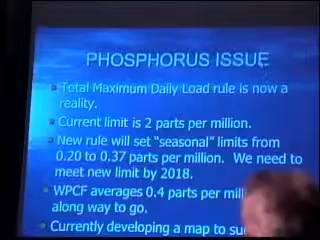 PHOSPHORUS ISSUE
Total Maximum Daily Load rule is now a
reality.
Current limit is 2 parts per million.
New rule will set "seasonal" limits from
0.20 to 0.37 parts per million. We need to
meet new limit by 2018.
WPCF averages 0.4 parts per
along way to go.
Currently developing a map to